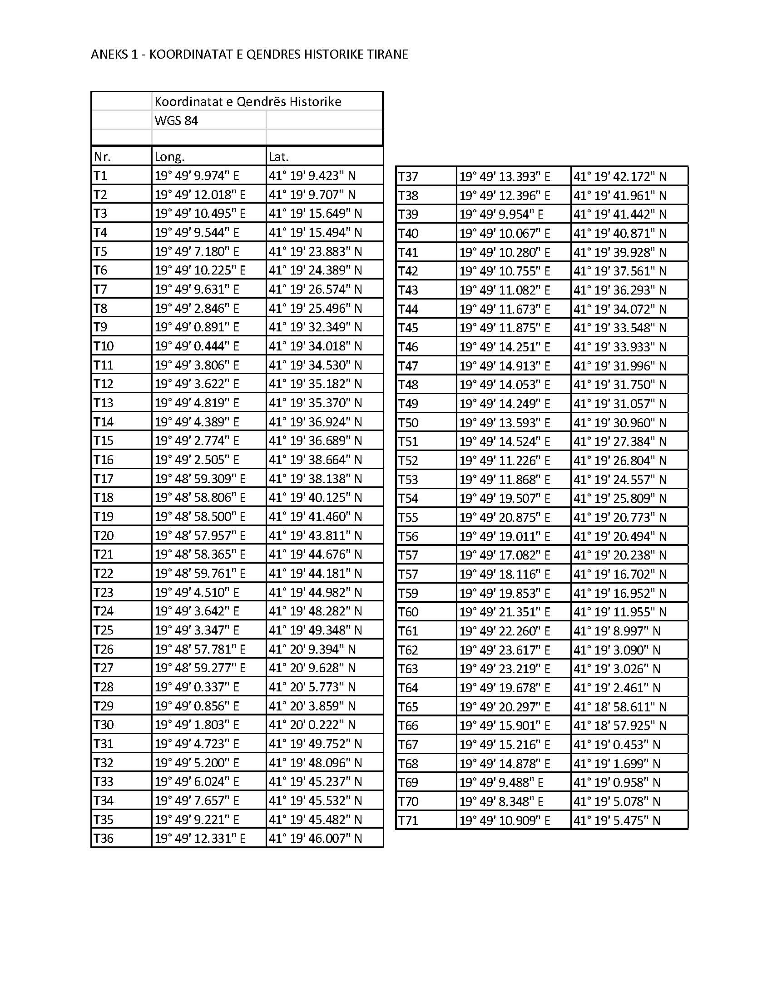 ANEKS 1 - KOORDINATAT E QENDRES HISTORIKE TIRANE
Koordinatat e Qendrës Historike
WGS 84
Nr. Long. Lat.
T1 19° 49' 9.974" E 41° 19' 9.423" N
T2 19° 49' 12.018" E 41° 19' 9.707" N
T3 19° 49' 10.495" E 41° 19' 15.649" N
T4 19° 49' 9.544" E 41° 19' 15.494" N
T5 19° 49' 7.180" E 41° 19' 23.883" N
T6 19° 49' 10.225" E 41° 19' 24.389" N
T7 19° 49' 9.631" E 41° 19' 26.574" N
T8 19° 49' 2.846" E 41° 19' 25.496" N
T9 19° 49' 0.891" E 41° 19' 32.349" N
T10 19° 49' 0.444" E 41° 19' 34.018" N
T11 19° 49' 3.806" E 41° 19' 34.530" N
T12 19° 49' 3.622" E 41° 19' 35.182" N
T13 19° 49' 4.819" E 41° 19' 35.370" N
T14 19° 49' 4.389" E 41° 19' 36.924" N
T15 19° 49' 2.774" E 41° 19' 36.689" N
T16 19° 49' 2.505" E 41° 19' 38.664" N
T17 19° 48' 59.309" E 41° 19' 38.138" N
T18 19° 48' 58.806" E 41° 19' 40.125" N
T19 19° 48' 58.500" E 41° 19' 41.460" N
T20 19° 48' 57.957" E 41° 19' 43.811" N
T21 19° 48' 58.365" E 41° 19' 44.676" N
T22 19° 48' 59.761" E 41° 19' 44.181" N
T23 19° 49' 4.510" E 41° 19' 44.982" N
T24 19° 49' 3.642" E 41° 19' 48.282" N
T25 19° 49' 3.347" E 41° 19' 49.348" N
T26 19° 48' 57.781" E 41° 20' 9.394" N
T27 19° 48' 59.277" E 41° 20' 9.628" N
T28 19° 49' 0.337" E 41° 20' 5.773" N
T29 19° 49' 0.856" E 41° 20' 3.859" N
T30 19° 49' 1.803" E 41° 20' 0.222" N
T31 19° 49' 4.723" E 41° 19' 49.752" N
T32 19° 49' 5.200" E 41° 19' 48.096" N
T33 19° 49' 6.024" E 41° 19' 45.237" N
T34 19° 49' 7.657" E 41° 19' 45.532" N
T35 19° 49' 9.221" E 41° 19' 45.482" N
T36 19° 49' 12.331" E 41° 19' 46.007" N
T37 19° 49' 13.393" E 41° 19' 42.172" N
T38 19° 49' 12.396" E 41° 19' 41.961" N
T39 19° 49' 9.954" E 41° 19' 41.442" N
T40 19° 49' 10.067" E 41° 19' 40.871" N
T41 19° 49' 10.280" E 41° 19' 39.928" N
T42 19° 49' 10.755" E 41° 19' 37.561" N
T43 19° 49' 11.082" E 41° 19' 36.293" N
T44 19° 49' 11.673" E 41° 19' 34.072" N
T45 19° 49' 11.875" E 41° 19' 33.548" N
T46 19° 49' 14.251" E 41° 19' 33.933" N
T47 19° 49' 14.913" E 41° 19' 31.996" N
T48 19° 49' 14.053" E 41° 19' 31.750" N
T49 19° 49' 14.249" E 41° 19' 31.057" N
T50 19° 49' 13.593" E 41° 19' 30.960" N
T51 19° 49' 14.524" E 41° 19' 27.384" N
T52 19° 49' 11.226" E 41° 19' 26.804" N
T53 19° 49' 11.868" E 41° 19' 24.557" N
T54 19° 49' 19.507" E 41° 19' 25.809" N
T55 19° 49' 20.875" E 41° 19' 20.773" N
T56 19° 49' 19.011" E 41° 19' 20.494" N
T57 19° 49' 17.082" E 41° 19' 20.238" N
T57 19° 49' 18.116" E 41° 19' 16.702" N
T59 19° 49' 19.853" E 41° 19' 16.952" N
T60 19° 49' 21.351" E 41° 19' 11.955" N
T61 19° 49' 22.260" E 41° 19' 8.997" N
T62 19° 49' 23.617" E 41° 19' 3.090" N
T63 19° 49' 23.219" E 41° 19' 3.026" N
T64 19° 49' 19.678" E 41° 19' 2.461" N
T65 19° 49' 20.297" E 41° 18' 58.611" N
T66 19° 49' 15.901" E 41° 18' 57.925" N
T67 19° 49' 15.216" E 41° 19' 0.453" N
T68 19° 49' 14.878" E 41° 19' 1.699" N
T69 19° 49' 9.488" E 41° 19' 0.958" N
T70 19° 49' 8.348" E 41° 19' 5.078" N
T71 19° 49' 10.909" E 41° 19' 5.475" N